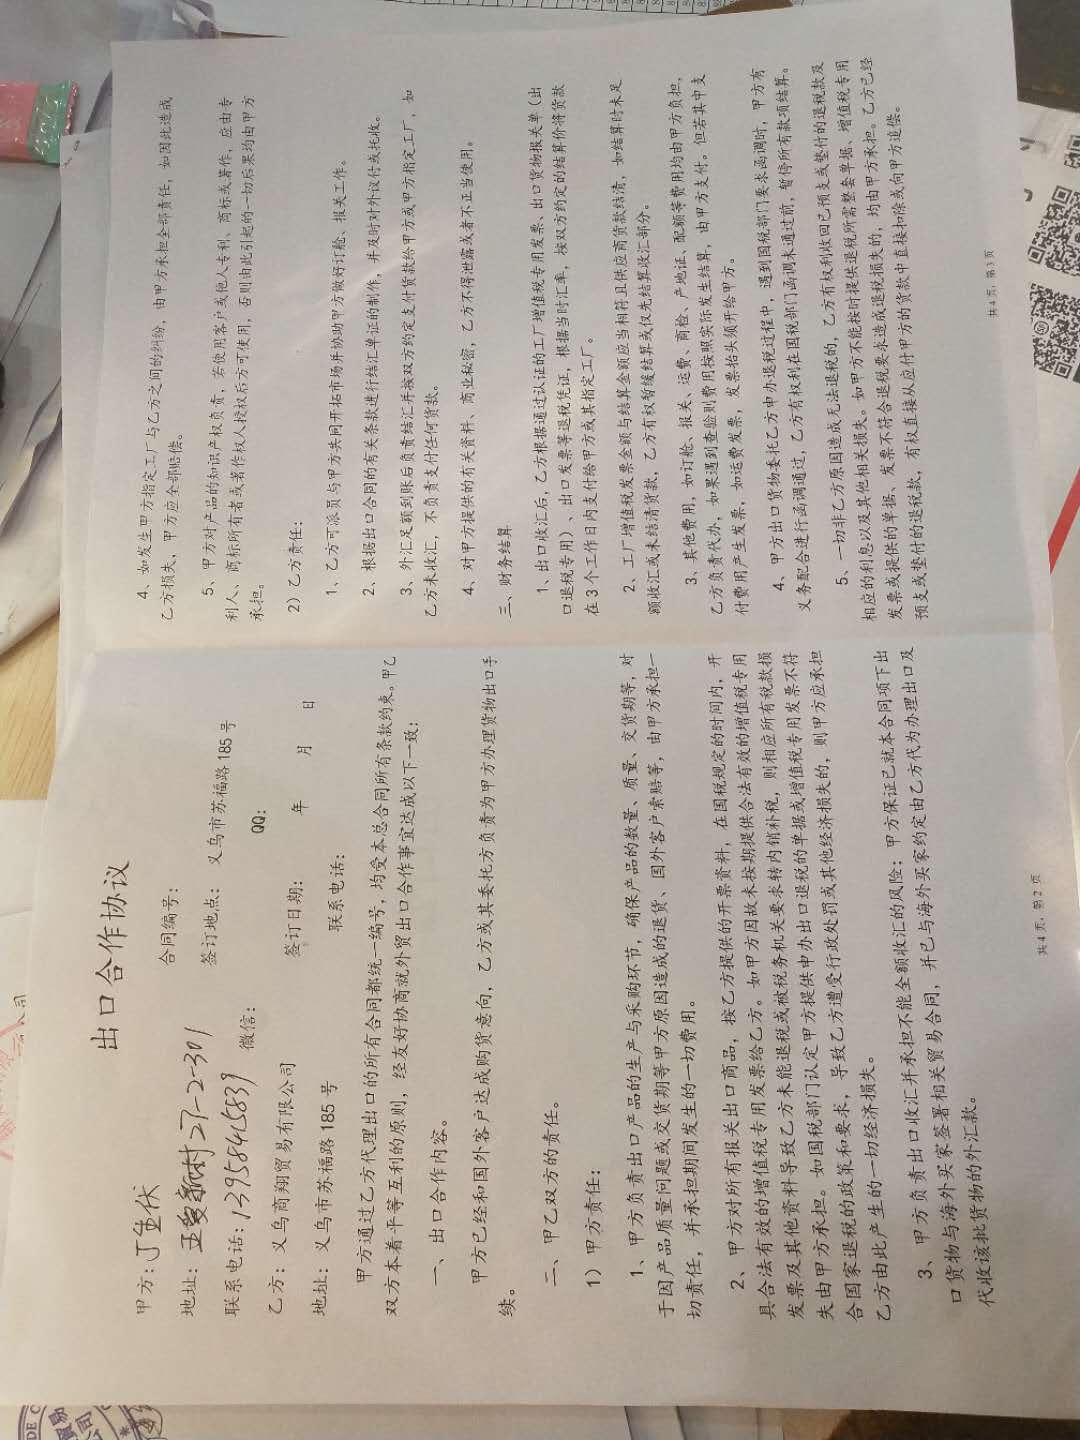 出口合作协议
甲方：
合同编号：
地址： 27-2-301
签订地点： 义乌市苏福路 185 号
联系电话：13958415839
微信：
QQ：
乙方：义乌商翔贸易有限公司
签订日期： 年 月 日
地址：义乌市苏福路 185 号
联系电话：
甲方通过乙方代理出口的所有合同都统一编号，均受本总合同所有条款约束。甲乙
双方本着平等互利的原则，经友好协商就外贸出口合作事宜达成以下一致：
一、 出口合作内容。
甲方已经和国外客户达成购货意向，乙方或其委托方负责为甲方办理货物出口手
续。
二、 甲乙双方的责任。
1）甲方责任：
1、甲方负责出口产品的生产与采购环节，确保产品的数量、质量、交货期等，对
于因产品质量问题或交货期等甲方原因造成的退货、国外客户索赔等，由甲方承担一
切责任，并承担期间发生的一切费用。
2、甲方对所有报关出口商品，按乙方提供的开票资料，在国税规定的时间内，开
具合法有效的增值税专用发票给乙方。如甲方因故未按期提供合法有效的增值税专用
发票及其他资料导致乙方未能退税或被税务机关要求转内销补税，则相应所有税款损
失由甲方承担。如国税部门认定甲方提供申办出口退税的单据或增值税专用发票不符
合国家退税的政策和要求，导致乙方遭受行政处罚或其他经济损失的，则甲方应承担
乙方由此产生的一切经济损失。
3、甲方负责出口收汇并承担不能全额收汇的风险：甲方保证已就本合同项下出
口货物与海外买家签署相关贸易合同，并已与海外买家约定由乙方代为办理出口及
代收该批货物的外汇款。
共 4 页，第 2 页
4、如发生甲方指定工厂与乙方之间的纠纷，由甲方承担全部责任，如因此造成
乙方损失，甲方应全部赔偿。
5、甲方对产品的知识产权负责，若使用客户或他人专利、商标或著作，应由专
利人、商标所有者或著作权人授权后方可使用，否则由此引起的一切后果均由甲方
承担。
2）乙方责任：
1、乙方可派员与甲方共同开拓市场并协助甲方做好订舱、报关工作。
2、根据出口合同的有关条款进行结汇单证的制作，并及时对外议付或托收。
3、外汇足额到账后负责结汇并按双方约定支付货款给甲方或甲方指定工厂，如
乙方未收汇，不负责支付任何货款。
4、对甲方提供的有关资料、商业秘密，乙方不得泄露或者不正当使用。
三、财务结算
1、出口收汇后，乙方根据通过认证的工厂增值税专用发票、出口货物报关单（出
口退税专用）、出口发票等退税凭证，根据当时汇率，按双方约定的结算价将货款
在 3 个工作日内支付给甲方或其指定工厂。
2、工厂增值税发票金额与结算金额应当相符且供应商货款结清，如结算时未足
额收汇或未结清货款，乙方有权暂缓结算或仅先结算收汇部分。
3、其他费用，如订舱、报关、运费、商检、产地证、配额等费用均由甲方负担，
乙方负责代办，如果遇到查验则费用按照实际发生结算，由甲方支付。但若其中支
付费用产生发票，如运费发票，发票抬头须开给甲方。
4、甲方出口货物委托乙方申办退税过程中，遇到国税部门要求函调时，甲方有
义务配合进行函调通过，乙方有权利在国税部门函调未通过前，暂停所有款项结算。
5、一切非乙方原因造成无法退税的，乙方有权利收回已预支或垫付的退税款及
相应的利息以及其他相关损失。如甲方不能按时提供退税所需整套单据、增值税专用
发票或提供的单据、发票不符合退税要求造成退税损失的，均由甲方承担。乙方已经
预支或垫付的退税款，有权直接从应付甲方的货款中直接扣除或向甲方追偿。
共 4 页，第 3 页